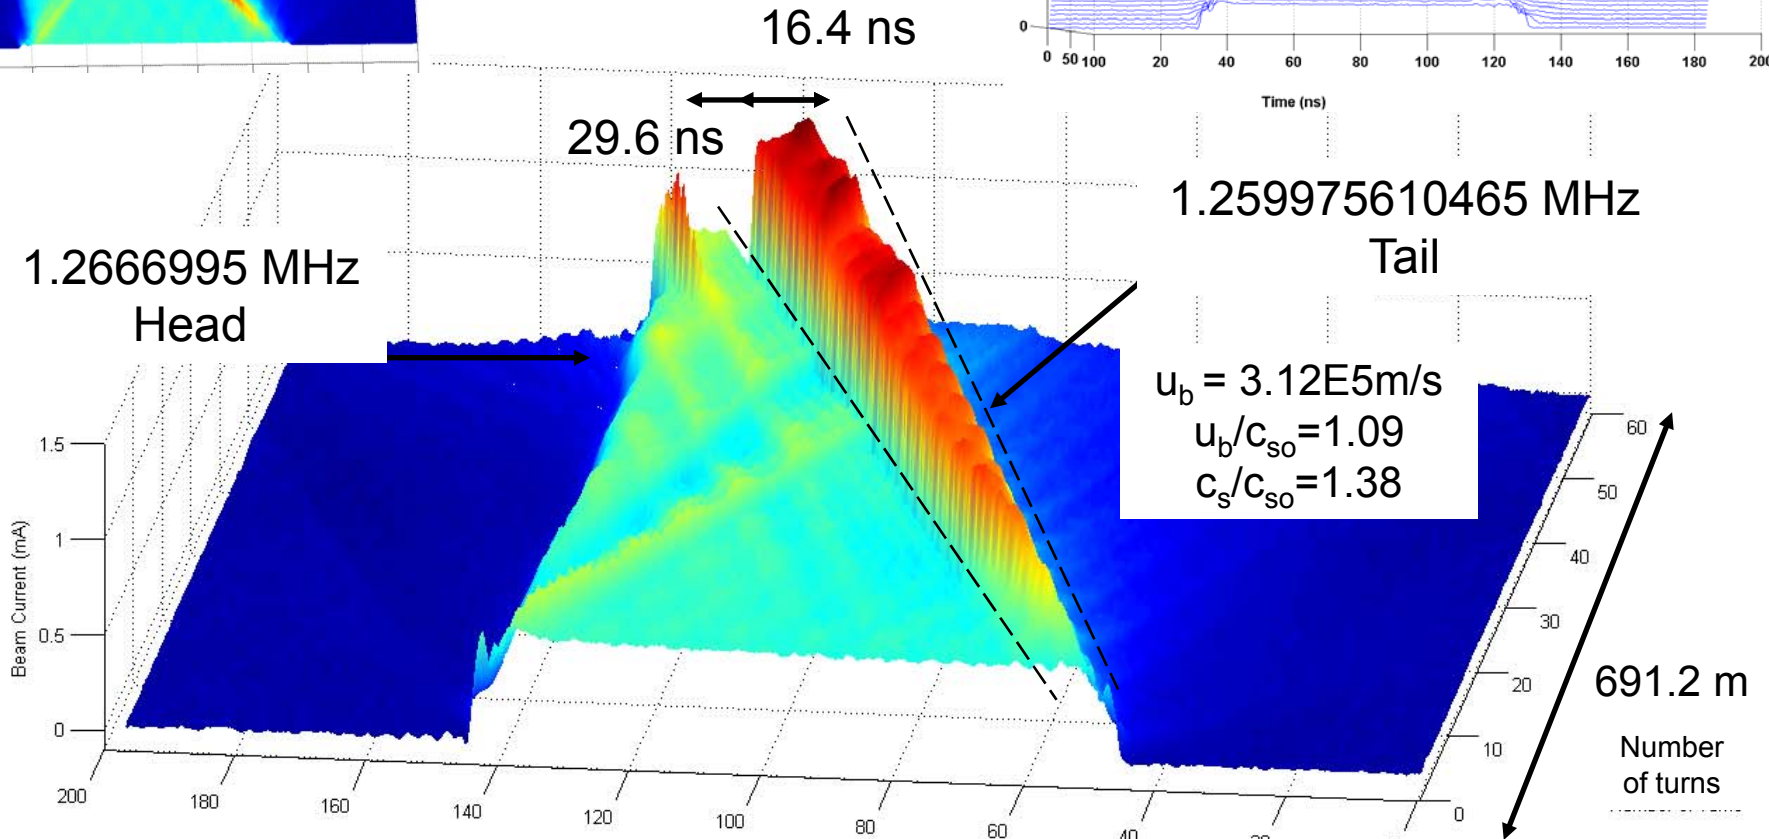 16.4 ns
0
0 50 100 20 40 60 80 100 120 140 160 180 200
Time (ns)
29.6 ns
1.259975610465 MHz
Tail
1.2666995 MHz
Head
u_b = 3.12E5m/s
u_b/c_so=1.09
c_s/c_so=1.38
1.5
1
0.5
0
Beam Current (mA)
60
50
40
30
20
10
0
691.2 m
Number
of turns
200 180 160 140 120 100 80 60 40